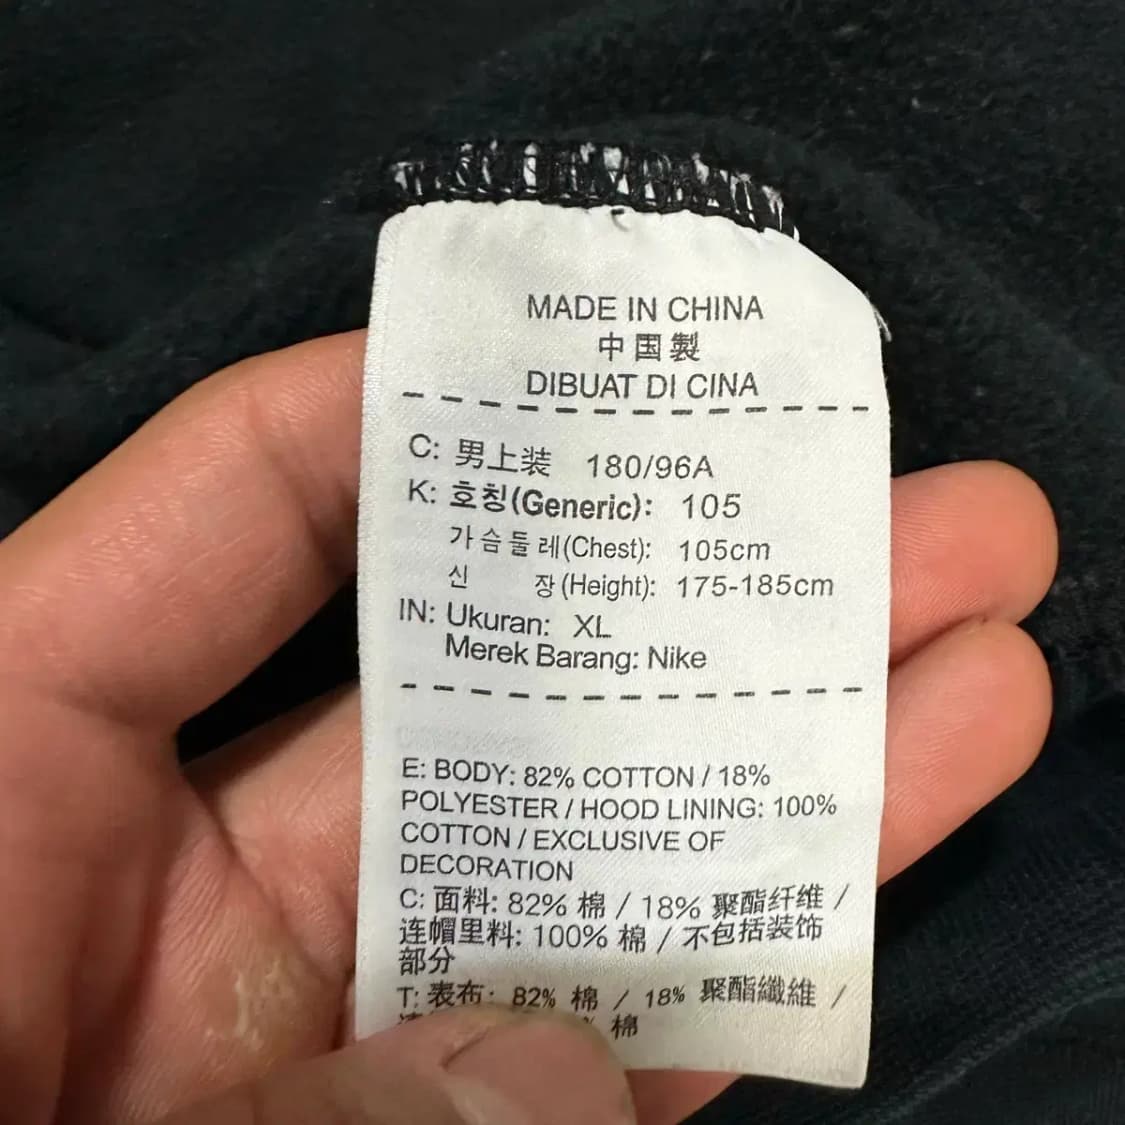 MADE IN CHINA
中国製
DIBUAT DI CINA
C: 男上装 180/96A
K: 호칭(Generic): 105
가슴둘레(Chest): 105cm
신 장(Height): 175-185cm
IN: Ukuran: XL
Merek Barang: Nike
E: BODY: 82% COTTON / 18%
POLYESTER / HOOD LINING: 100%
COTTON / EXCLUSIVE OF
DECORATION
C: 面料: 82% 棉 / 18% 聚酯纤维 /
连帽里料: 100% 棉 / 不包括装饰
部分
T: 表布: 82% 棉 / 18% 聚酯纖維 /
% 棉